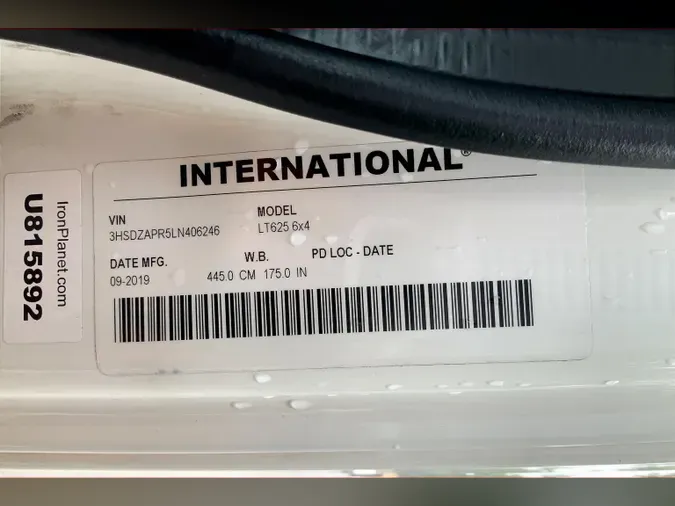 INTERNATIONAL®
VIN MODEL
3HSDZAPR5LN406246 LT625 6x4
DATE MFG. W.B. PD LOC - DATE
09-2019 445.0 CM 175.0 IN
IronPlanet.com
U815892